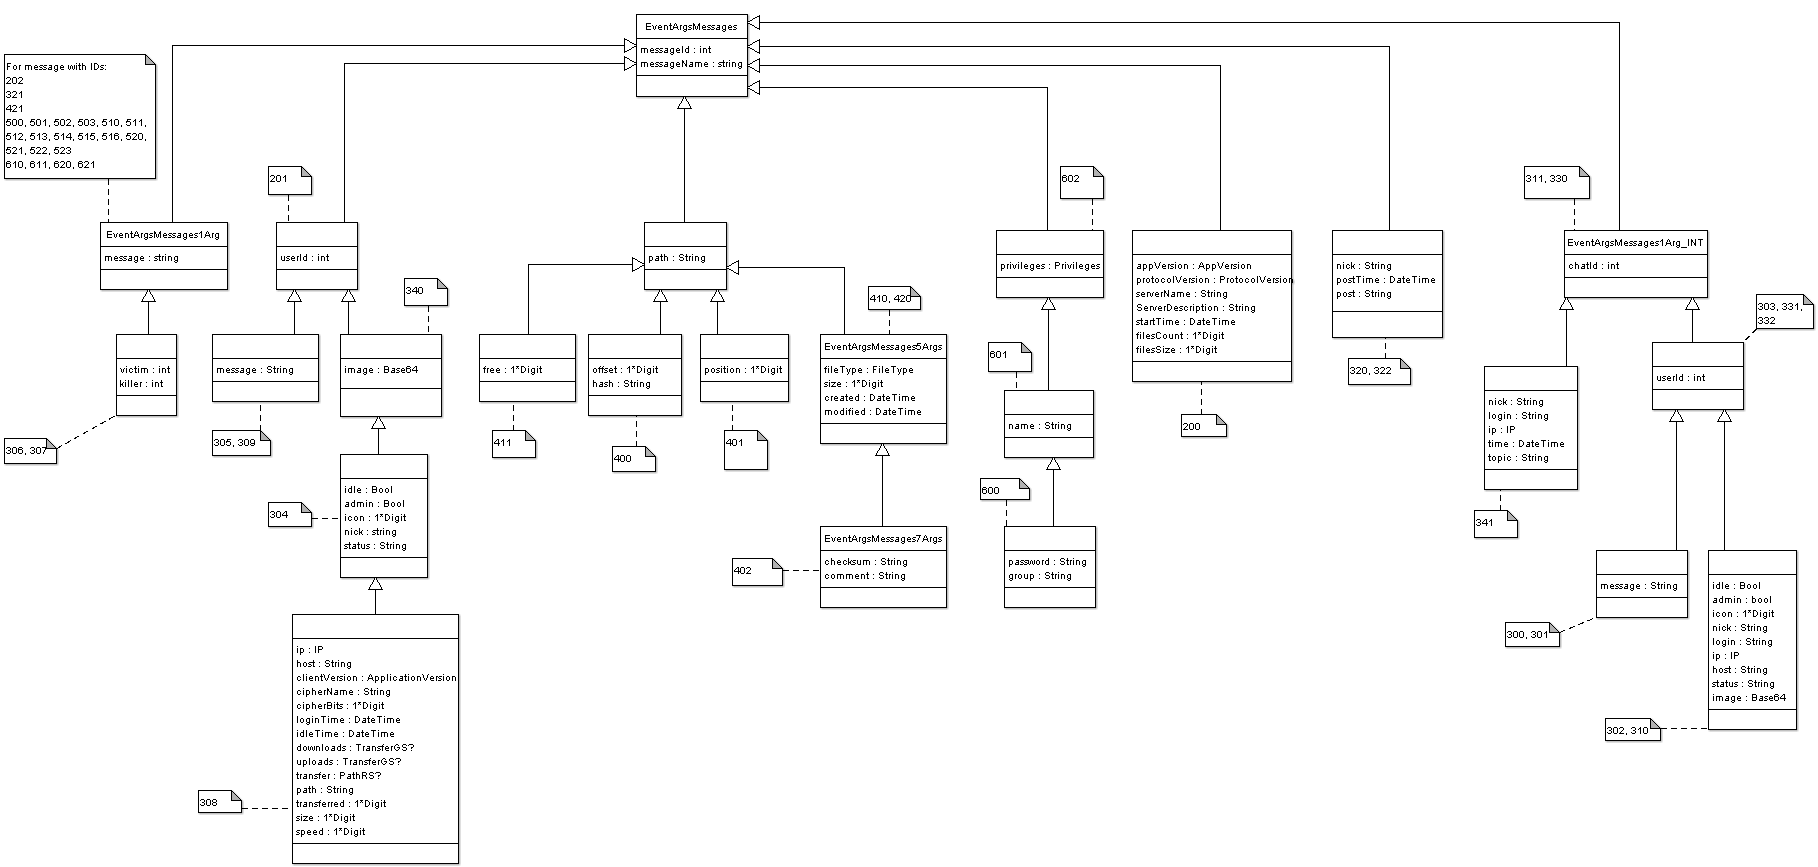 EventArgsMessages
messageId : int
messageName : string
For message with IDs:
202
321
421
500, 501, 502, 503, 510, 511,
512, 513, 514, 515, 516, 520,
521, 522, 523
610, 611, 620, 621
201
602
311, 330
EventArgsMessages1Arg
message : string
userId : int
path : String
privileges : Privileges
appVersion : AppVersion
protocolVersion : ProtocolVersion
serverName : String
ServerDescription : String
startTime : DateTime
filesCount : 1*Digit
filesSize : 1*Digit
nick : String
postTime : DateTime
post : String
EventArgsMessages1Arg_INT
chatId : int
340
410, 420
303, 331,
332
victim : int
killer : int
message : String
image : Base64
free : 1*Digit
offset : 1*Digit
hash : String
position : 1*Digit
EventArgsMessages5Args
fileType : FileType
size : 1*Digit
created : DateTime
modified : DateTime
601
320, 322
userId : int
306, 307
305, 309
411
400
401
name : String
200
nick : String
login : String
ip : IP
time : DateTime
topic : String
304
idle : Bool
admin : Bool
icon : 1*Digit
nick : string
status : String
600
341
402
EventArgsMessages7Args
checksum : String
comment : String
password : String
group : String
message : String
300, 301
idle : Bool
admin : bool
icon : 1*Digit
nick : String
login : String
ip : IP
host : String
status : String
image : Base64
302, 310
ip : IP
host : String
clientVersion : ApplicationVersion
cipherName : String
cipherBits : 1*Digit
loginTime : DateTime
idleTime : DateTime
downloads : TransferGS?
uploads : TransferGS?
transfer : PathRS?
path : String
transferred : 1*Digit
size : 1*Digit
speed : 1*Digit
308